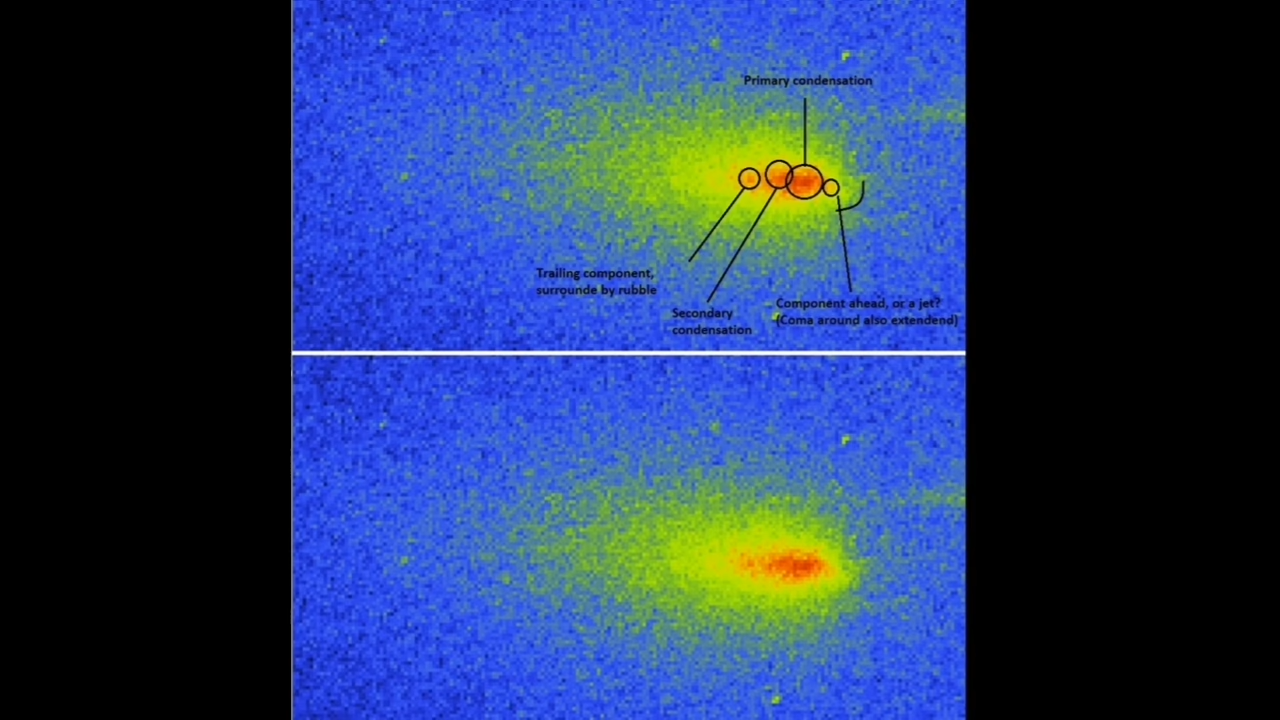 Primary condensation
Trailing component,
surrounde by rubble
Secondary
condensation
Component ahead, or a jet?
(Coma around also extendend)